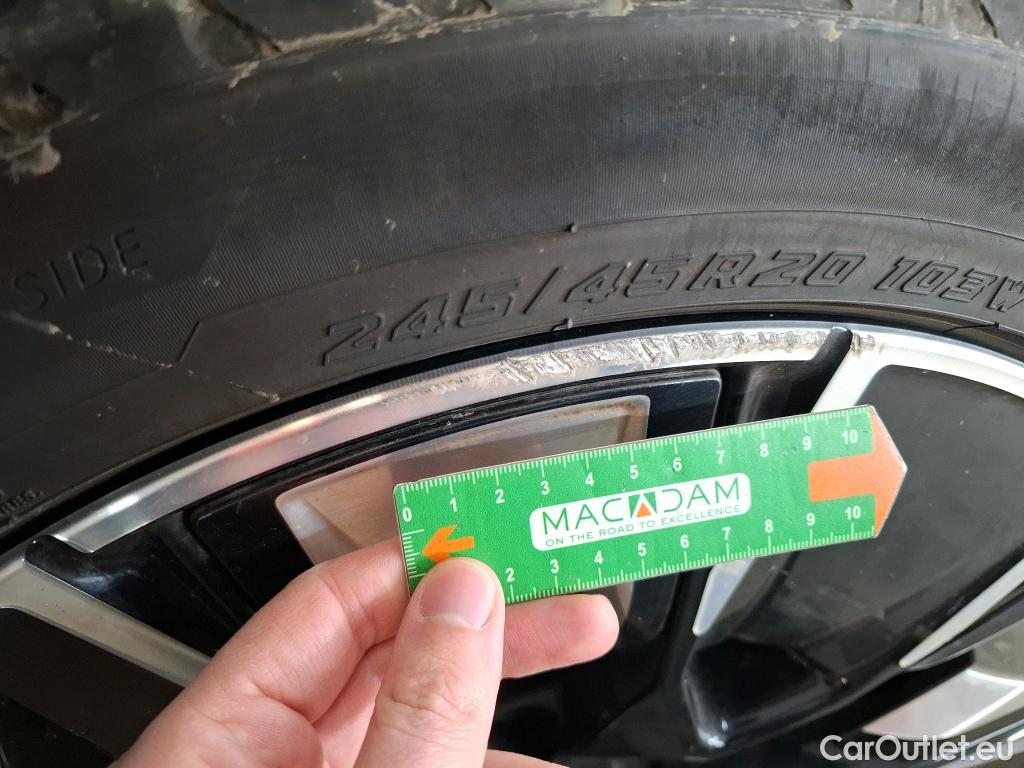 SIDE
245/45R20 103W
0 1 2 3 4 5 6 7 8 9 10
MACADAM
ON THE ROAD TO EXCELLENCE
2 3 4 5 6 7 8 9 10
CarOutlet.eu